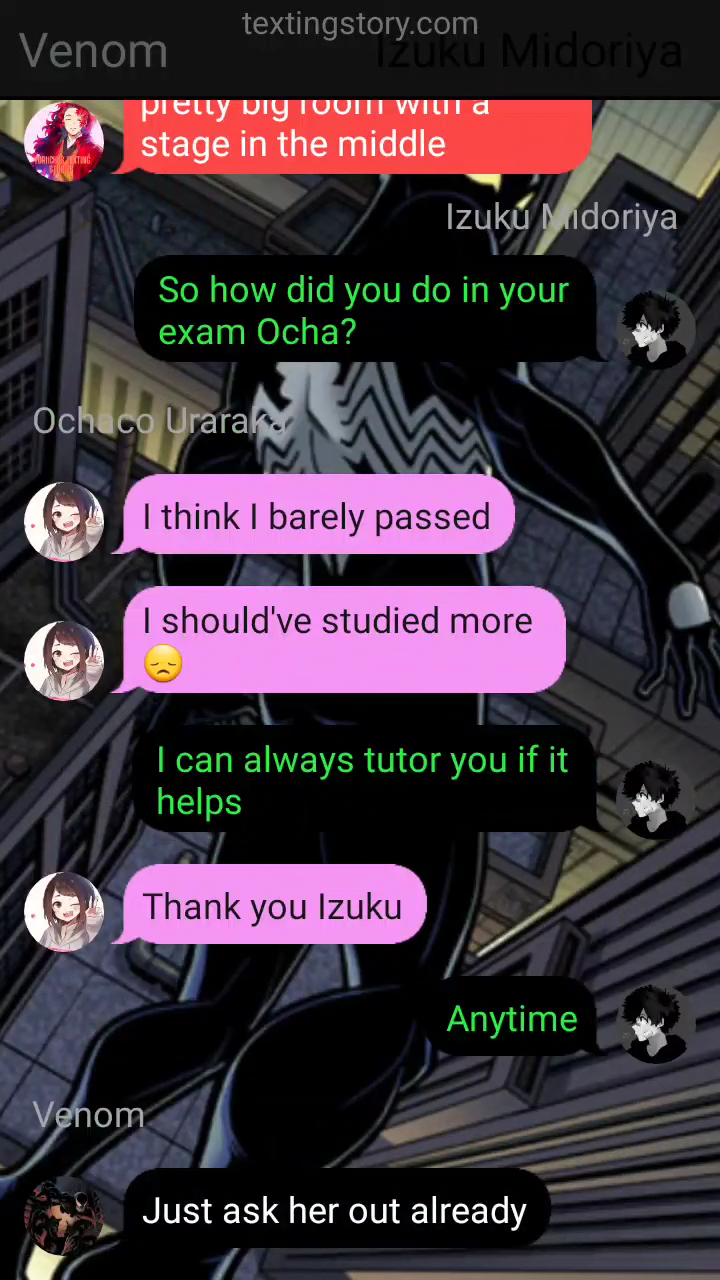 textingstory.com
Venom
Izuku Midoriya
pretty big room with a
stage in the middle
Izuku Midoriya
So how did you do in your
exam Ocha?
Ochaco Uraraka
I think I barely passed
I should've studied more
😞
I can always tutor you if it
helps
Thank you Izuku
Anytime
Venom
Just ask her out already